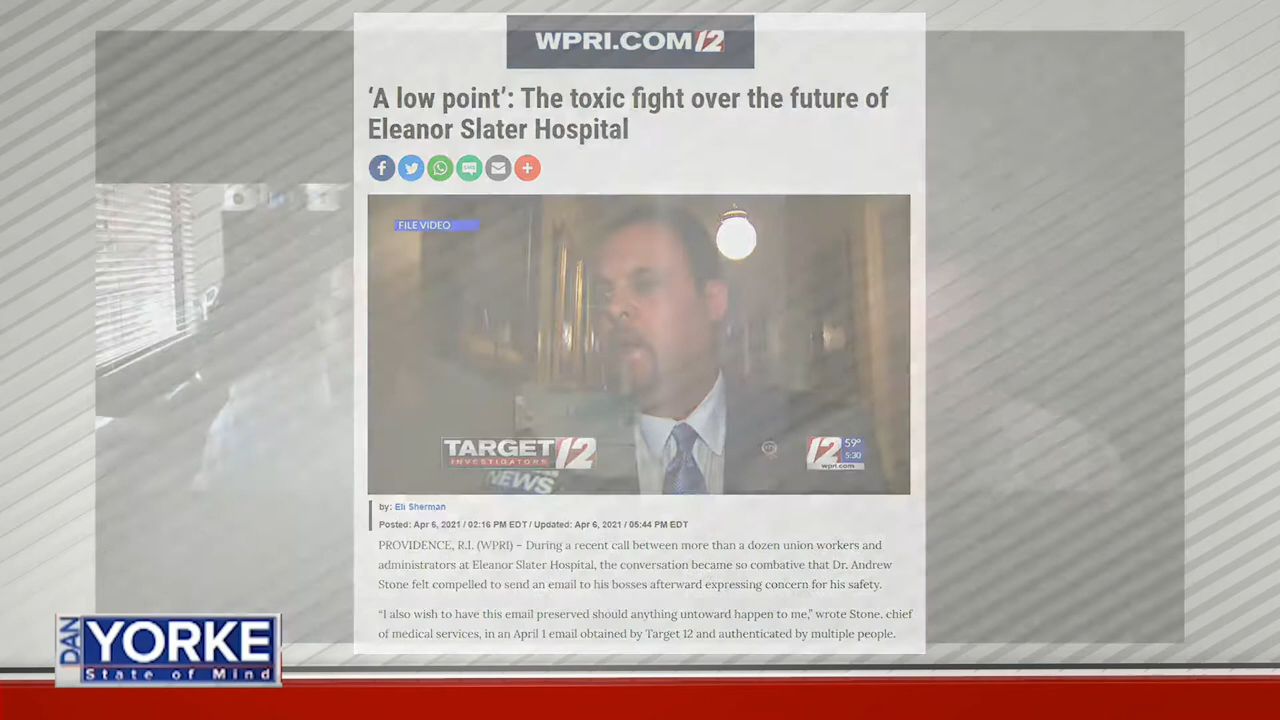 WPRI.COM 12
‘A low point’: The toxic fight over the future of
Eleanor Slater Hospital
SMS
FILE VIDEO
TARGET 12
INVESTIGATORS
NEWS
12 59°
5:30
wpri.com
by: Eli Sherman
Posted: Apr 6, 2021 / 02:16 PM EDT / Updated: Apr 6, 2021 / 05:44 PM EDT
PROVIDENCE, R.I. (WPRI) – During a recent call between more than a dozen union workers and
administrators at Eleanor Slater Hospital, the conversation became so combative that Dr. Andrew
Stone felt compelled to send an email to his bosses afterward expressing concern for his safety.
“I also wish to have this email preserved should anything untoward happen to me,” wrote Stone, chief
of medical services, in an April 1 email obtained by Target 12 and authenticated by multiple people.
DAN
YORKE
State of Mind